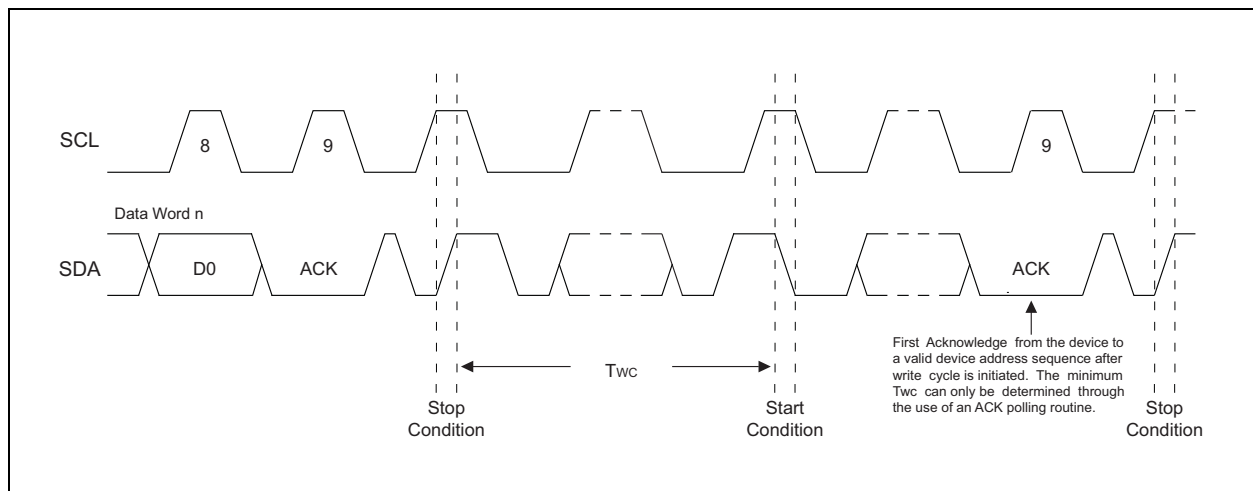 SCL
8
9
9
Data Word n
SDA
D0
ACK
ACK
First Acknowledge from the device to
a valid device address sequence after
write cycle is initiated. The minimum
Twc can only be determined through
the use of an ACK polling routine.
TWC
Stop
Condition
Start
Condition
Stop
Condition